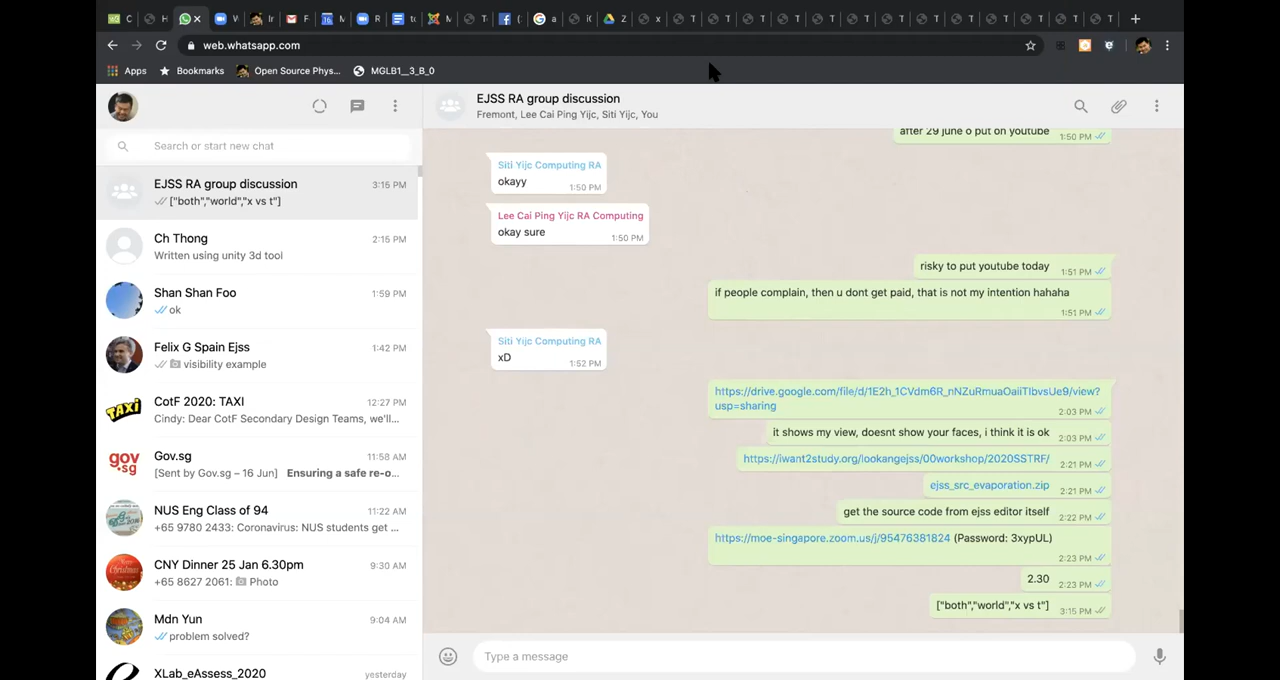 web.whatsapp.com
Apps
Bookmarks
Open Source Phys...
MGLB1__3_B_0
EJSS RA group discussion
Fremont, Lee Cai Ping Yijc, Siti Yijc, You
Search or start new chat
EJSS RA group discussion 3:15 PM
["both","world","x vs t"]
Ch Thong 2:15 PM
Written using unity 3d tool
Shan Shan Foo 1:59 PM
ok
Felix G Spain Ejss 1:42 PM
visibility example
CotF 2020: TAXI 12:27 PM
Cindy: Dear CotF Secondary Design Teams, we'll...
Gov.sg 11:58 AM
[Sent by Gov.sg – 16 Jun] Ensuring a safe re-o...
NUS Eng Class of 94 11:22 AM
+65 9780 2433: Coronavirus: NUS students get ...
CNY Dinner 25 Jan 6.30pm 9:30 AM
+65 8627 2061: Photo
Mdn Yun 9:04 AM
problem solved?
XLab_eAssess_2020 yesterday
after 29 june o put on youtube 1:50 PM
Siti Yijc Computing RA
okayy 1:50 PM
Lee Cai Ping Yijc RA Computing
okay sure 1:50 PM
risky to put youtube today 1:51 PM
if people complain, then u dont get paid, that is not my intention hahaha
1:51 PM
Siti Yijc Computing RA
xD 1:52 PM
https://drive.google.com/file/d/1E2h_1CVdm6R_nNZuRmuaOaiiTIbvsUe9/view?
usp=sharing 2:03 PM
it shows my view, doesnt show your faces, i think it is ok 2:03 PM
https://iwant2study.org/lookangejss/00workshop/2020SSTRF/ 2:21 PM
ejss_src_evaporation.zip 2:21 PM
get the source code from ejss editor itself 2:22 PM
https://moe-singapore.zoom.us/j/95476381824 (Password: 3xypUL)
2:23 PM
2.30 2:23 PM
["both","world","x vs t"] 3:15 PM
Type a message